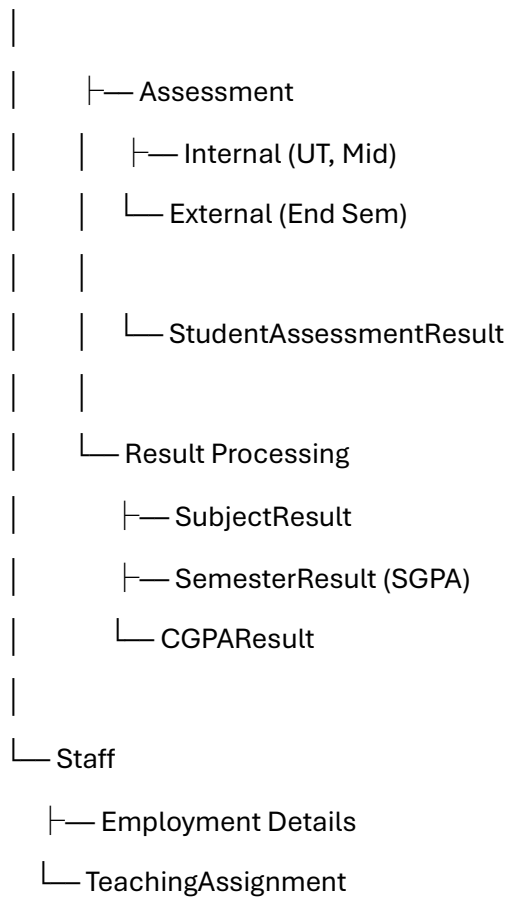 │
│ ├── Assessment
│ │ ├── Internal (UT, Mid)
│ │ └── External (End Sem)
│ │
│ │ └── StudentAssessmentResult
│ │
│ └── Result Processing
│ ├── SubjectResult
│ ├── SemesterResult (SGPA)
│ └── CGPAResult
│
└── Staff
├── Employment Details
└── TeachingAssignment